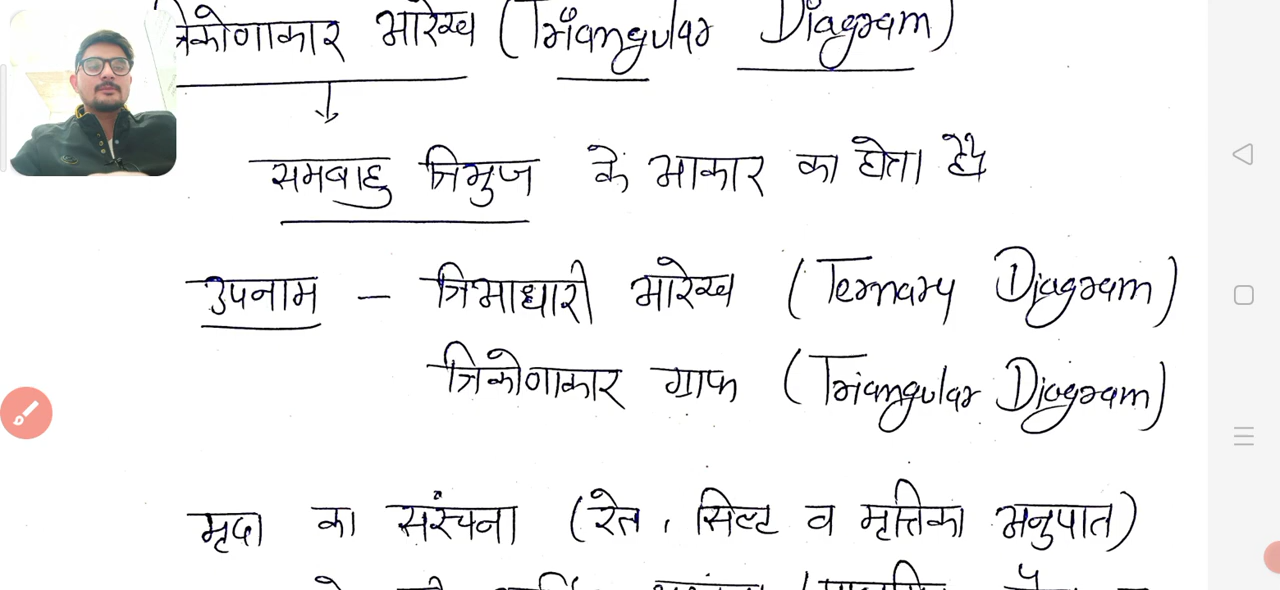 त्रिकोणाकार आरेख (Triangular Diagram)
समबाहु त्रिभुज के आकार का होता है।
उपनाम – त्रिआधारी आरेख (Ternary Diagram)
त्रिकोणाकार ग्राफ (Triangular Diagram)
मृदा का संरचना (रेत, सिल्ट व मृत्तिका अनुपात)